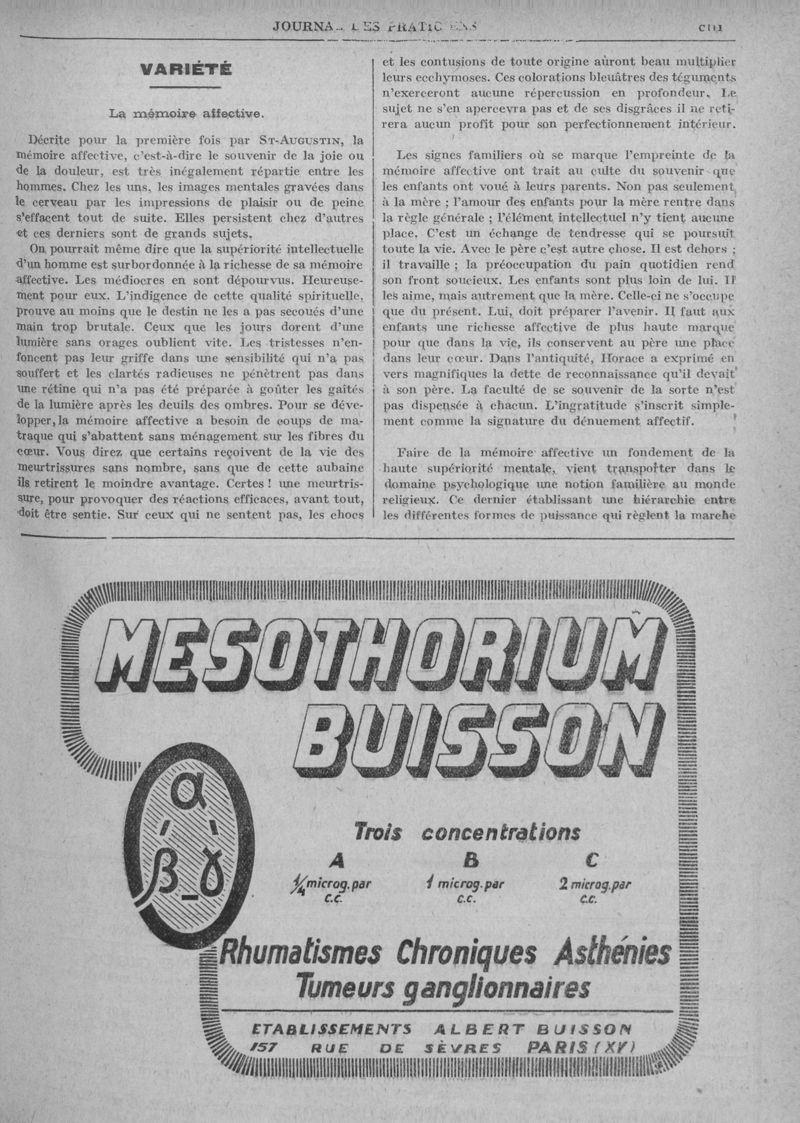 JOURNAL DES PRATICIENS
CIII
VARIÉTÉ
La mémoire affective.
Décrite pour la première fois par ST-AUGUSTIN, la
mémoire affective, c'est-à-dire le souvenir de la joie ou
de la douleur, est très inégalement répartie entre les
hommes. Chez les uns, les images mentales gravées dans
le cerveau par les impressions de plaisir ou de peine
s'effacent tout de suite. Elles persistent chez d'autres
et ces derniers sont de grands sujets.
On pourrait même dire que la supériorité intellectuelle
d'un homme est surbordonnée à la richesse de sa mémoire
affective. Les médiocres en sont dépourvus. Heureuse-
ment pour eux. L'indigence de cette qualité spirituelle,
prouve au moins que le destin ne les a pas secoués d'une
main trop brutale. Ceux que les jours dorent d'une
lumière sans orages oublient vite. Les tristesses n'en-
foncent pas leur griffe dans une sensibilité qui n'a pas
souffert et les clartés radieuses ne pénètrent pas dans
une rétine qui n'a pas été préparée à goûter les gaités
de la lumière après les deuils des ombres. Pour se déve-
lopper, la mémoire affective a besoin de coups de ma-
traque qui s'abattent sans ménagement sur les fibres du
cœur. Vous direz que certains reçoivent de la vie des
meurtrissures sans nombre, sans que de cette aubaine
ils retirent le moindre avantage. Certes ! une meurtris-
sure, pour provoquer des réactions efficaces, avant tout,
doit être sentie. Sur ceux qui ne sentent pas, les chocs
et les contusions de toute origine auront beau multiplier
leurs ecchymoses. Ces colorations bleuâtres des téguments
n'exerceront aucune répercussion en profondeur. Le
sujet ne s'en apercevra pas et de ses disgrâces il ne reti-
rera aucun profit pour son perfectionnement intérieur.
Les signes familiers où se marque l'empreinte de la
mémoire affective ont trait au culte du souvenir que
les enfants ont voué à leurs parents. Non pas seulement
à la mère ; l'amour des enfants pour la mère rentre dans
la règle générale ; l'élément intellectuel n'y tient aucune
place. C'est un échange de tendresse qui se poursuit
toute la vie. Avec le père c'est autre chose. Il est dehors ;
il travaille ; la préoccupation du pain quotidien rend
son front soucieux. Les enfants sont plus loin de lui. Il
les aime, mais autrement que la mère. Celle-ci ne s'occupe
que du présent. Lui, doit préparer l'avenir. Il faut aux
enfants une richesse affective de plus haute marque
pour que dans la vie, ils conservent au père une place
dans leur cœur. Dans l'antiquité, Horace a exprimé en
vers magnifiques la dette de reconnaissance qu'il devait
à son père. La faculté de se souvenir de la sorte n'est
pas dispensée à chacun. L'ingratitude s'inscrit simple-
ment comme la signature du dénuement affectif.
Faire de la mémoire affective un fondement de la
haute supériorité mentale, vient transporter dans le
domaine psychologique une notion familière au monde
religieux. Ce dernier établissant une hiérarchie entre
les différentes formes de puissance qui règlent la marche
MESOTHORIUM
BUISSON
α
β _ ɣ
Trois concentrations
A B C
¼ microg. par 1 microg. par 2 microg. par
c.c. c.c. c.c.
Rhumatismes Chroniques Asthénies
Tumeurs ganglionnaires
ETABLISSEMENTS ALBERT BUISSON
157 RUE DE SÈVRES PARIS (XV)